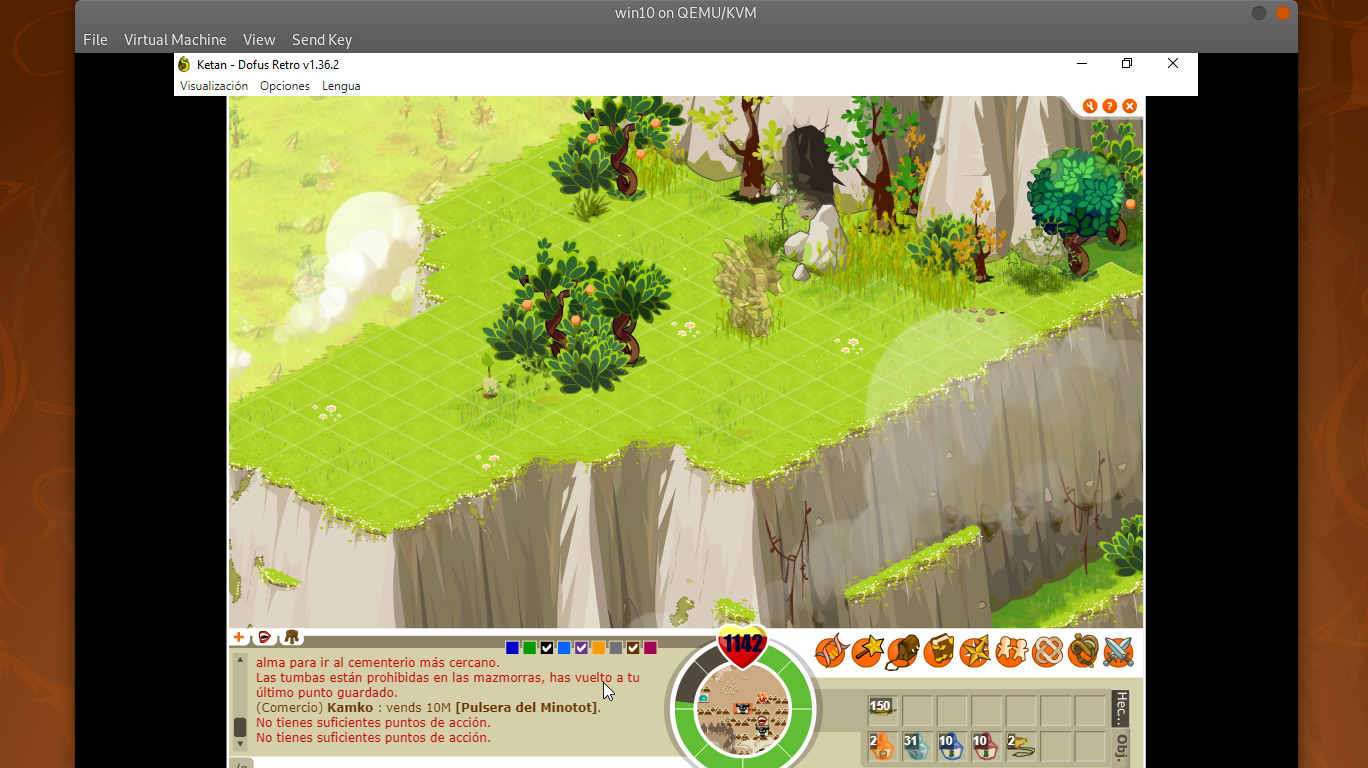 win10 on QEMU/KVM
File Virtual Machine View Send Key
Ketan - Dofus Retro v1.36.2
Visualización Opciones Lengua
?
1142
alma para ir al cementerio más cercano.
Las tumbas están prohibidas en las mazmorras, has vuelto a tu
último punto guardado.
(Comercio) Kamko : vends 10M [Pulsera del Minotot].
No tienes suficientes puntos de acción.
No tienes suficientes puntos de acción.
150
Hec...
2 31 10 10 2
Obj.